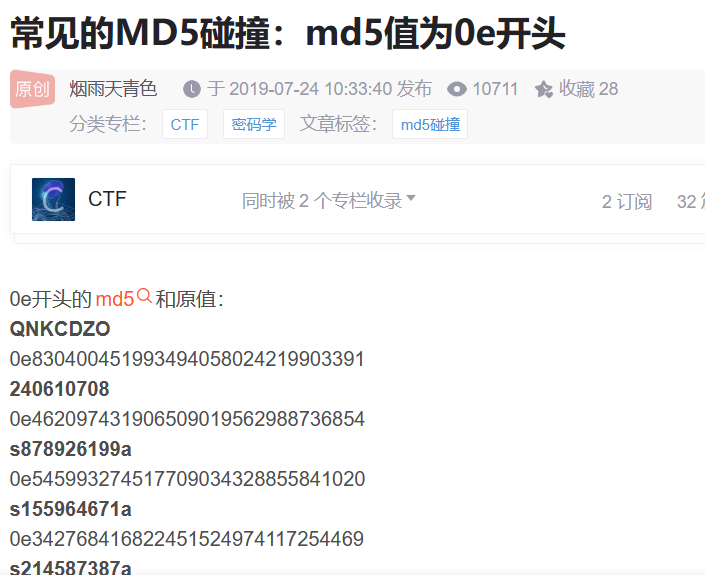 常见的MD5碰撞：md5值为0e开头
原创 烟雨天青色 于 2019-07-24 10:33:40 发布 10711 收藏 28
分类专栏： CTF 密码学 文章标签： md5碰撞
CTF 同时被 2 个专栏收录 2 订阅 32
0e开头的md5和原值：
QNKCDZO
0e830400451993494058024219903391
240610708
0e462097431906509019562988736854
s878926199a
0e545993274517709034328855841020
s155964671a
0e342768416822451524974117254469
s214587387a